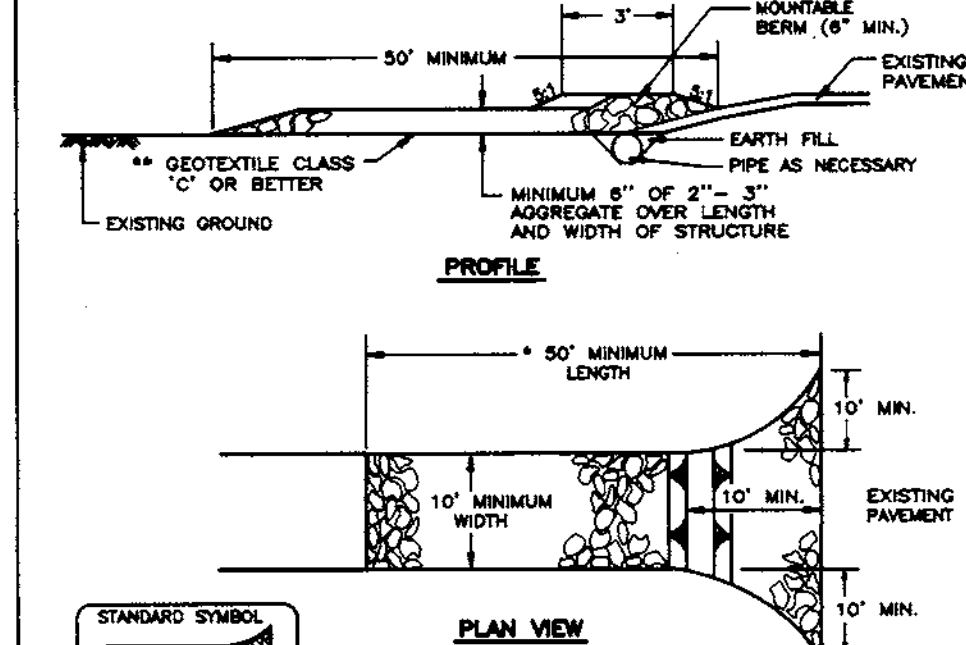 3'
MOUNTABLE
BERM (6" MIN.)
50' MINIMUM
EXISTING
PAVEMEN
5:1
5:1
EARTH FILL
** GEOTEXTILE CLASS
'C' OR BETTER
PIPE AS NECESSARY
MINIMUM 6" OF 2"- 3"
AGGREGATE OVER LENGTH
AND WIDTH OF STRUCTURE
EXISTING GROUND
PROFILE
* 50' MINIMUM
LENGTH
10' MIN.
10' MINIMUM
WIDTH
10' MIN.
EXISTING
PAVEMENT
10' MIN.
STANDARD SYMBOL
PLAN VIEW